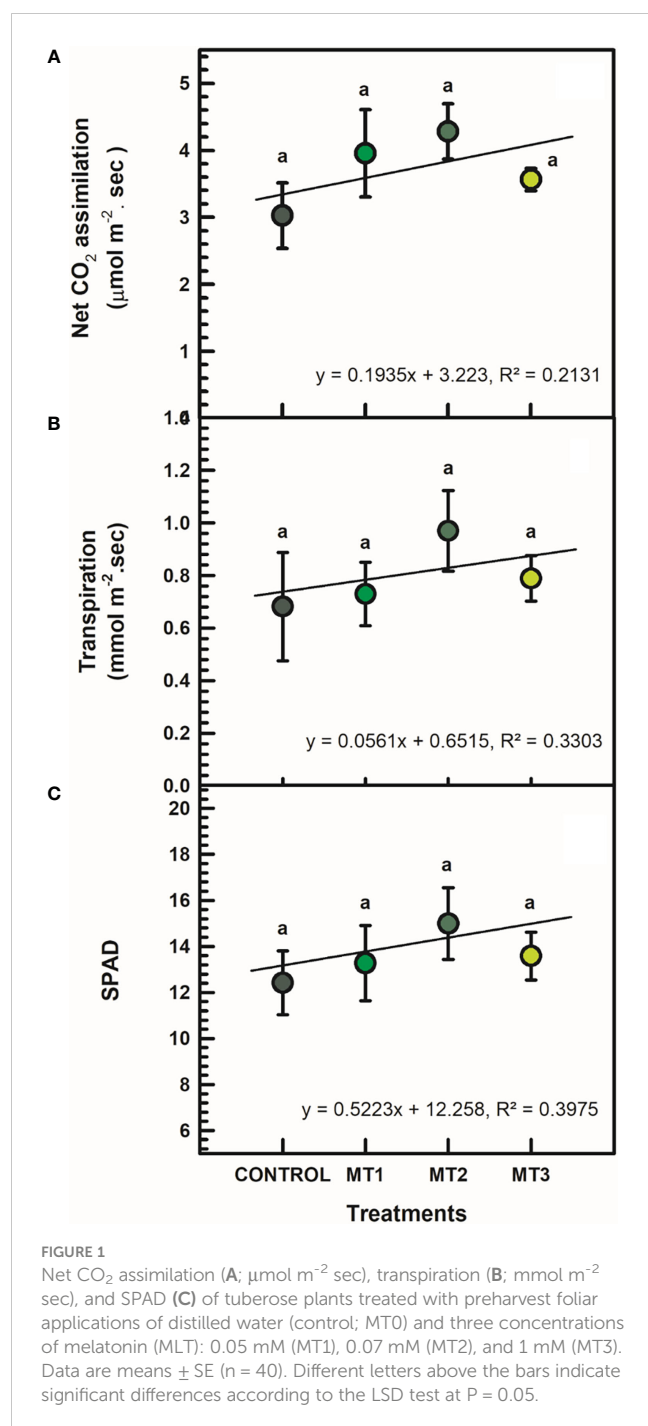 A
Net CO₂ assimilation
(μmol m⁻² . sec )
5
4
3
2
1
a
a
a
a
y = 0.1935x + 3.223, R² = 0.2131
B
Transpiration
(mmol m⁻².sec)
1.2
1.0
0.8
0.6
0.4
0.2
0.0
a
a
a
a
y = 0.0561x + 0.6515, R² = 0.3303
C
SPAD
20
18
16
14
12
10
8
6
a
a
a
a
y = 0.5223x + 12.258, R² = 0.3975
CONTROL MT1 MT2 MT3
Treatments
FIGURE 1
Net CO₂ assimilation (A; μmol m⁻² sec), transpiration (B; mmol m⁻²
sec), and SPAD (C) of tuberose plants treated with preharvest foliar
applications of distilled water (control; MT0) and three concentrations
of melatonin (MLT): 0.05 mM (MT1), 0.07 mM (MT2), and 1 mM (MT3).
Data are means ± SE (n = 40). Different letters above the bars indicate
significant differences according to the LSD test at P = 0.05.